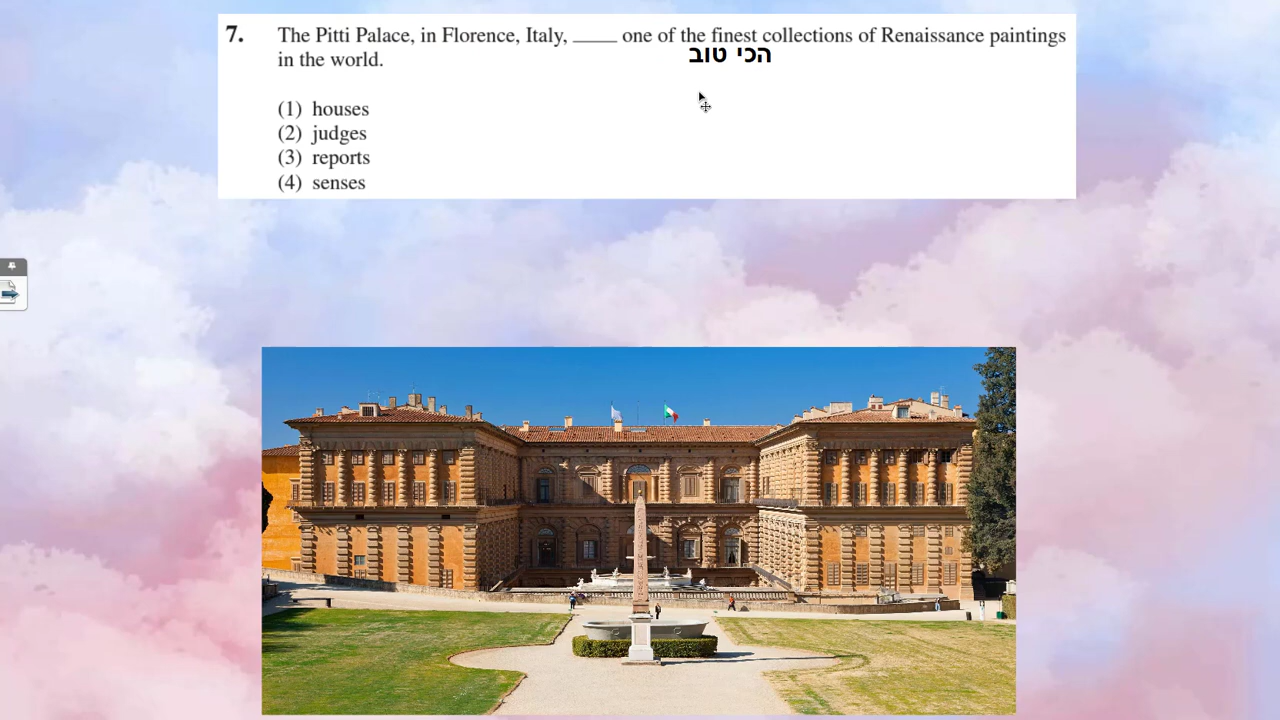 7. The Pitti Palace, in Florence, Italy, ____ one of the finest collections of Renaissance paintings
in the world.
הכי טוב
(1) houses
(2) judges
(3) reports
(4) senses